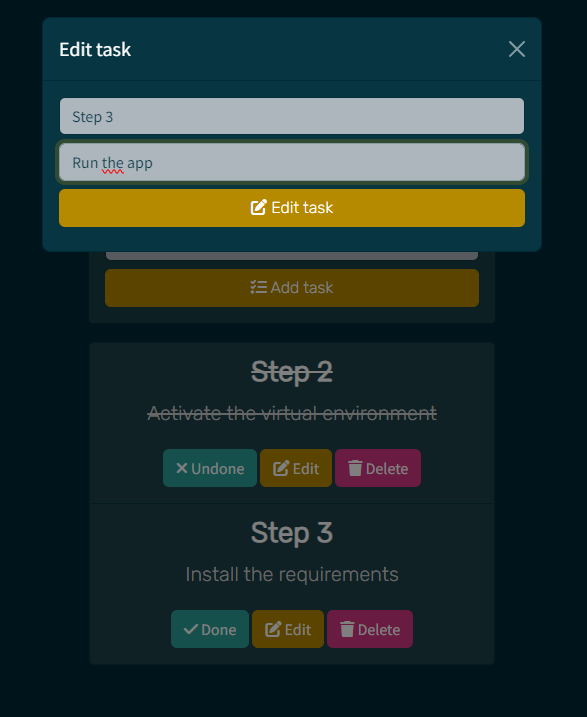 Edit task
Step 3
Run the app
Edit task
Add task
Step 2
Activate the virtual environment
Undone Edit Delete
Step 3
Install the requirements
Done Edit Delete